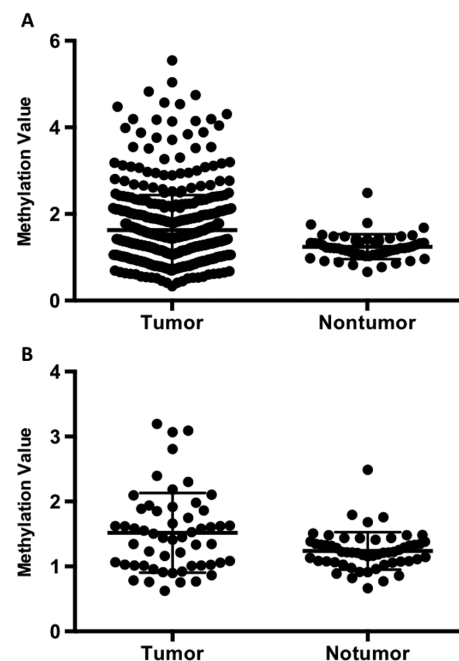 A
Methylation Value
6
4
2
0
Tumor
Nontumor
B
Methylation Value
4
3
2
1
0
Tumor
Notumor